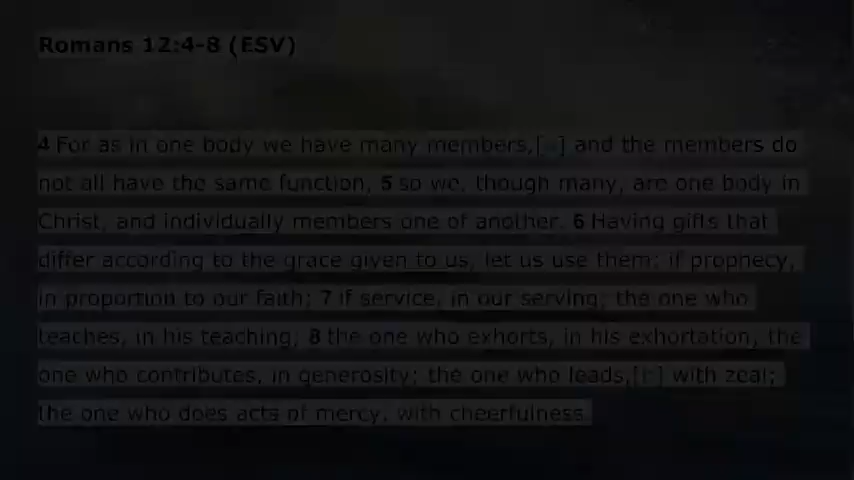 Romans 12:4-8 (ESV)
4 For as in one body we have many members,[a] and the members do
not all have the same function, 5 so we, though many, are one body in
Christ, and individually members one of another. 6 Having gifts that
differ according to the grace given to us, let us use them: if prophecy,
in proportion to our faith; 7 if service, in our serving; the one who
teaches, in his teaching; 8 the one who exhorts, in his exhortation; the
one who contributes, in generosity; the one who leads,[b] with zeal;
the one who does acts of mercy, with cheerfulness.